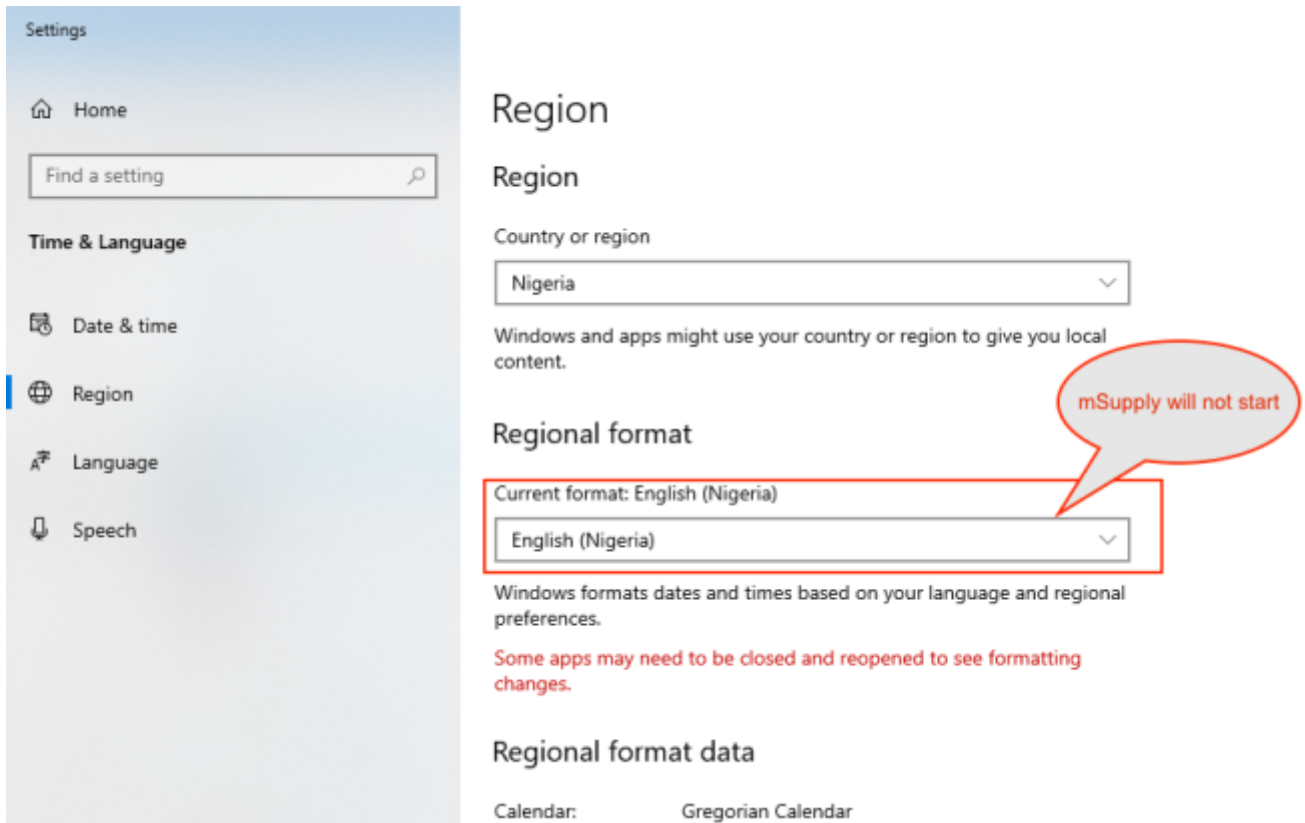 Settings
Home
Find a setting
Time & Language
Date & time
Region
Language
Speech
Region
Region
Country or region
Nigeria
Windows and apps might use your country or region to give you local
content.
mSupply will not start
Regional format
Current format: English (Nigeria)
English (Nigeria)
Windows formats dates and times based on your language and regional
preferences.
Some apps may need to be closed and reopened to see formatting
changes.
Regional format data
Calendar: Gregorian Calendar